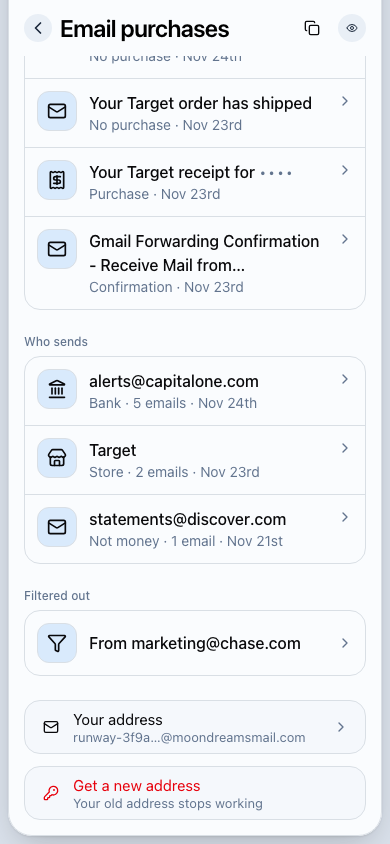 Email purchases
No purchase · Nov 24th
Your Target order has shipped
No purchase · Nov 23rd
Your Target receipt for ····
Purchase · Nov 23rd
Gmail Forwarding Confirmation
- Receive Mail from...
Confirmation · Nov 23rd
Who sends
alerts@capitalone.com
Bank · 5 emails · Nov 24th
Target
Store · 2 emails · Nov 23rd
statements@discover.com
Not money · 1 email · Nov 21st
Filtered out
From marketing@chase.com
Your address
runway-3f9a...@moondreamsmail.com
Get a new address
Your old address stops working